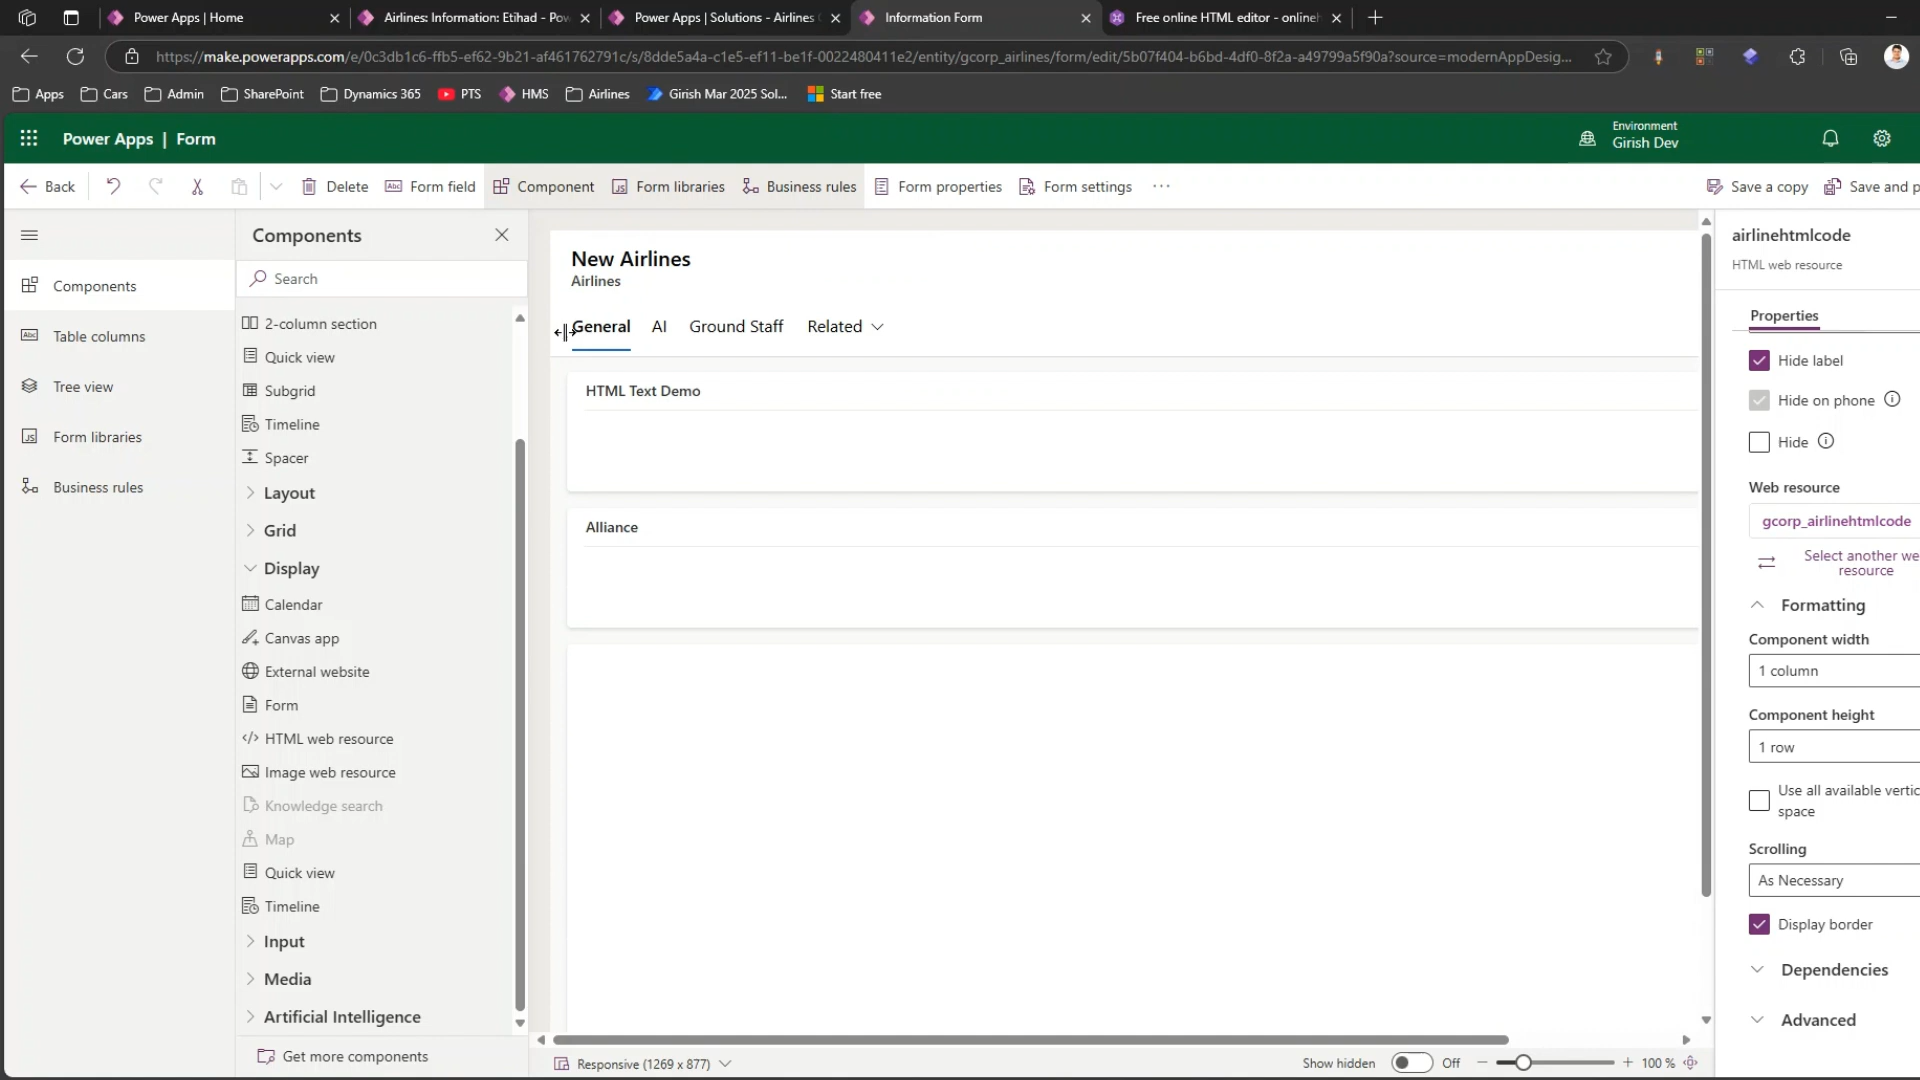 Power Apps | Home
Airlines: Information: Etihad - Pow
Power Apps | Solutions - Airlines
Information Form
Free online HTML editor - onlineh
https://make.powerapps.com/e/0c3db1c6-ffb5-ef62-9b21-af461762791c/s/8dde5a4a-c1e5-ef11-be1f-0022480411e2/entity/gcorp_airlines/form/edit/5b07f404-b6bd-4df0-8f2a-a49799a5f90a?source=modernAppDesig...
Apps
Cars
Admin
SharePoint
Dynamics 365
PTS
HMS
Airlines
Girish Mar 2025 Sol...
Start free
Power Apps | Form
Environment
Girish Dev
Back
Delete
Form field
Component
Form libraries
Business rules
Form properties
Form settings
...
Save a copy
Save and p
Components
Table columns
Tree view
Form libraries
Business rules
Components
Search
2-column section
Quick view
Subgrid
Timeline
Spacer
Layout
Grid
Display
Calendar
Canvas app
External website
Form
HTML web resource
Image web resource
Knowledge search
Map
Quick view
Timeline
Input
Media
Artificial Intelligence
Get more components
New Airlines
Airlines
General
AI
Ground Staff
Related
HTML Text Demo
Alliance
Responsive (1269 x 877)
Show hidden
Off
100 %
airlinehtmlcode
HTML web resource
Properties
Hide label
Hide on phone
Hide
Web resource
gcorp_airlinehtmlcode
Select another we
resource
Formatting
Component width
1 column
Component height
1 row
Use all available vertic
space
Scrolling
As Necessary
Display border
Dependencies
Advanced